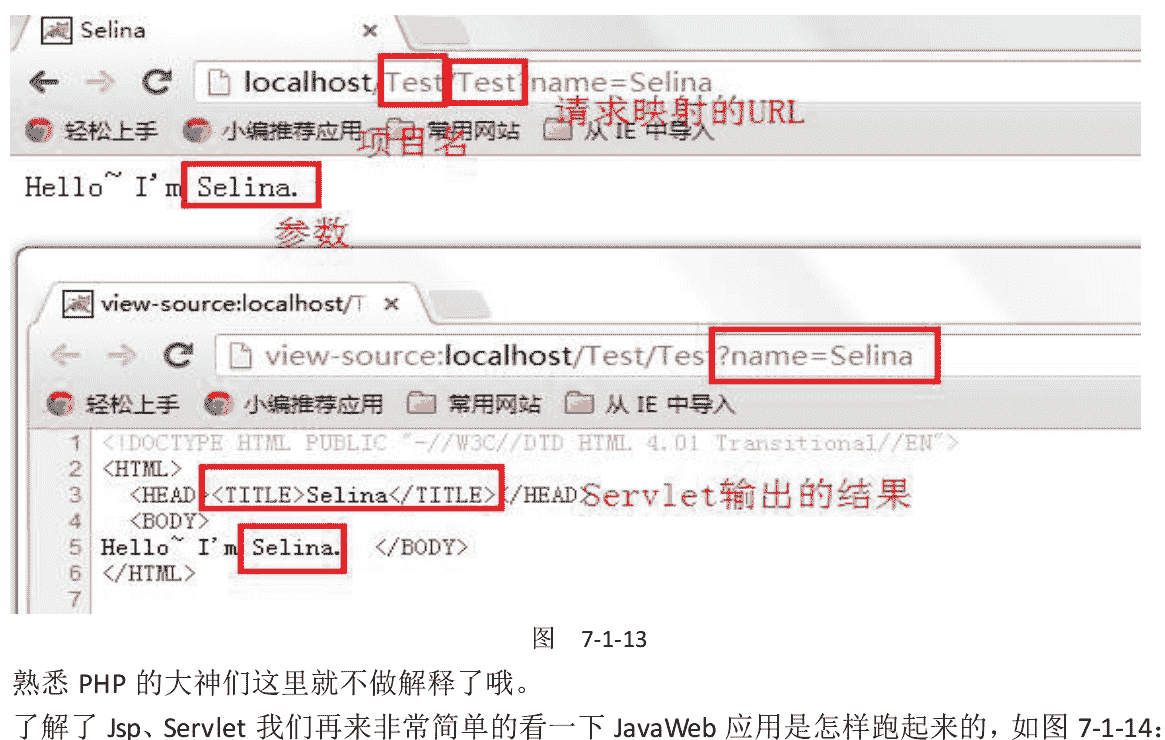 Selina
localhost/Test/Test?name=Selina
请求映射的URL
轻松上手 小编推荐应用 常用网站 从 IE 中导入
项目名
Hello~ I'm Selina.
参数
view-source:localhost/T
view-source:localhost/Test/Test?name=Selina
轻松上手 小编推荐应用 常用网站 从 IE 中导入
1 <!DOCTYPE HTML PUBLIC "-//W3C//DTD HTML 4.01 Transitional//EN">
2 <HTML>
3 <HEAD><TITLE>Selina</TITLE></HEAD>
Servlet输出的结果
4 <BODY>
5 Hello~ I'm Selina. </BODY>
6 </HTML>
7
图 7-1-13
熟悉 PHP 的大神们这里就不做解释了哦。
了解了 Jsp、Servlet 我们再来非常简单的看一下 JavaWeb 应用是怎样跑起来的，如图 7-1-14：